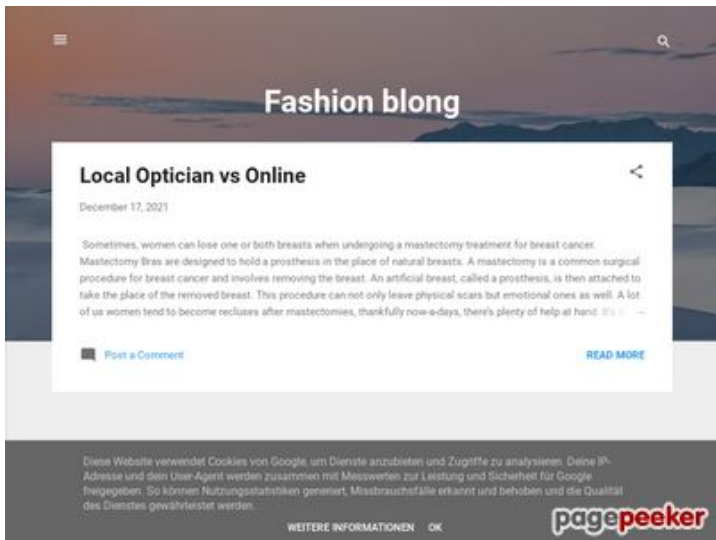 Fashion blong
Local Optician vs Online
December 17, 2021
Sometimes, women can lose one or both breasts when undergoing a mastectomy treatment for breast cancer.
Mastectomy Bras are designed to hold a prosthesis in the place of natural breasts. A mastectomy is a common surgical
procedure for breast cancer and involves removing the breast. An artificial breast, called a prosthesis, is then attached to
take the place of the removed breast. This procedure can not only leave physical scars but emotional ones as well. A lot
of us women tend to become recluses after mastectomies, thankfully now-a-days, there's plenty of help at hand. It's
Post a Comment
READ MORE
Diese Website verwendet Cookies von Google, um Dienste anzubieten und Zugriffe zu analysieren. Deine IP-
Adresse und dein User-Agent werden zusammen mit Messwerten zur Leistung und Sicherheit für Google
freigegeben. So können Nutzungsstatistiken generiert, Missbrauchsfälle erkannt und behoben und die Qualität
des Dienstes gewährleistet werden.
WEITERE INFORMATIONEN OK
pagepeeker